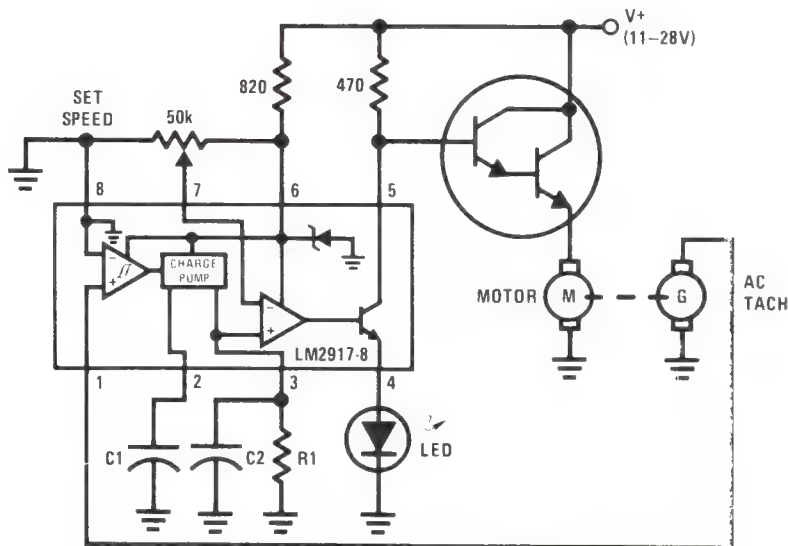 V+
(11–28V)
820
470
SET
SPEED
50k
8
7
6
5
CHARGE
PUMP
-
+
-
+
LM2917-8
MOTOR
M
G
AC
TACH
1
2
3
4
C1
C2
R1
LED